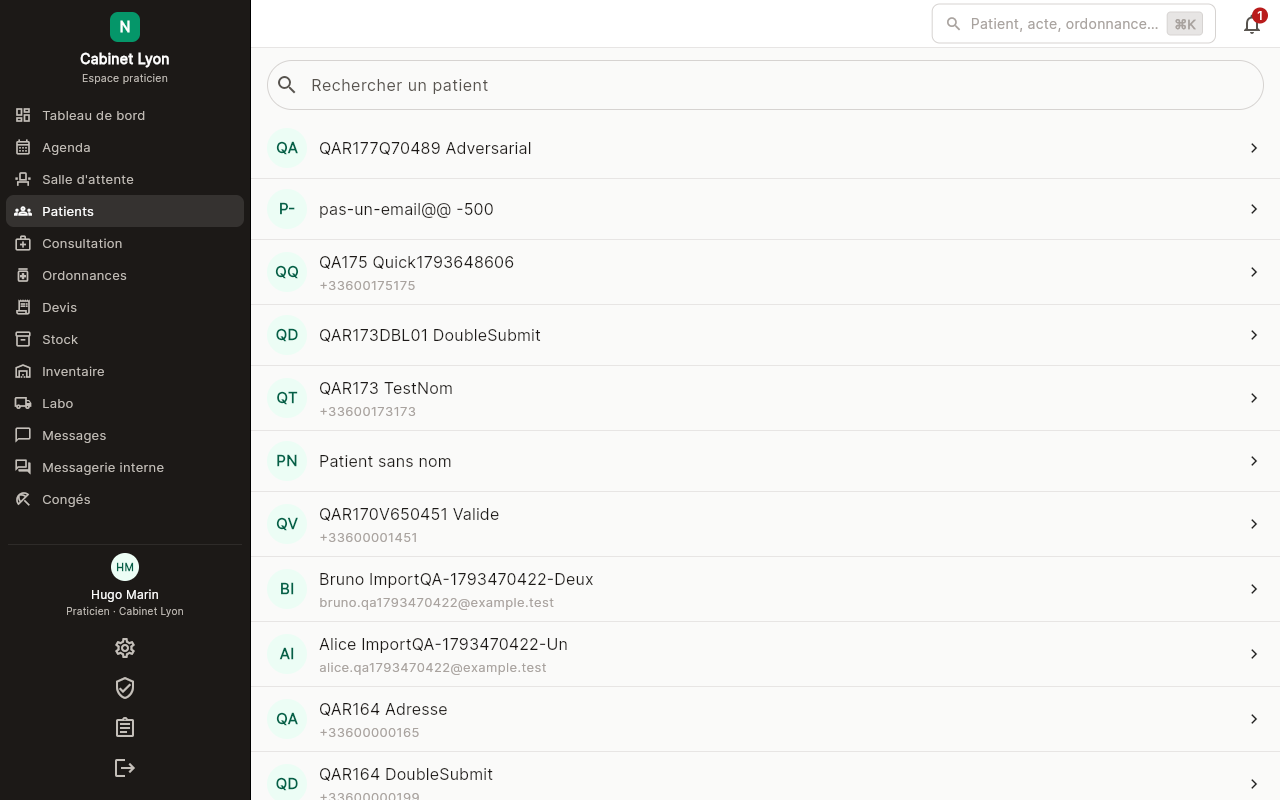 N
Cabinet Lyon
Espace praticien
Tableau de bord
Agenda
Salle d'attente
Patients
Consultation
Ordonnances
Devis
Stock
Inventaire
Labo
Messages
Messagerie interne
Congés
HM
Hugo Marin
Praticien · Cabinet Lyon
Patient, acte, ordonnance... ⌘K
1
Rechercher un patient
QA QAR177Q70489 Adversarial
P- pas-un-email@@ -500
QQ QA175 Quick1793648606
+33600175175
QD QAR173DBL01 DoubleSubmit
QT QAR173 TestNom
+33600173173
PN Patient sans nom
QV QAR170V650451 Valide
+33600001451
BI Bruno ImportQA-1793470422-Deux
bruno.qa1793470422@example.test
AI Alice ImportQA-1793470422-Un
alice.qa1793470422@example.test
QA QAR164 Adresse
+33600000165
QD QAR164 DoubleSubmit
+33600000199